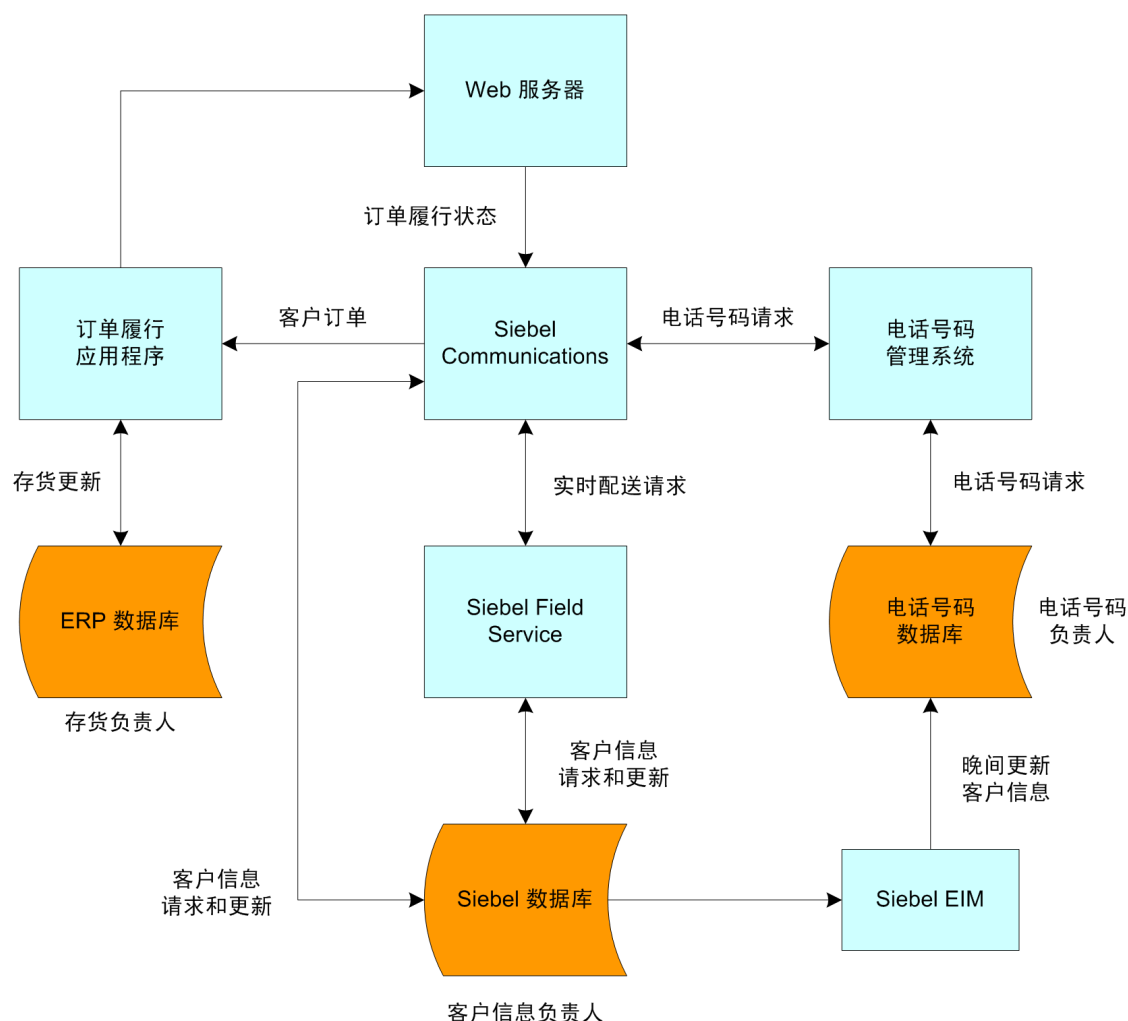 Web 服务器
订单履行状态
订单履行
应用程序
客户订单
Siebel
Communications
电话号码请求
电话号码
管理系统
存货更新
实时配送请求
电话号码请求
ERP 数据库
存货负责人
Siebel Field
Service
电话号码
数据库
电话号码
负责人
客户信息
请求和更新
晚间更新
客户信息
客户信息
请求和更新
Siebel 数据库
Siebel EIM
客户信息负责人